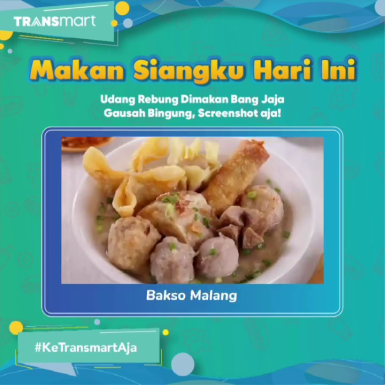 TRANSmart
Makan Siangku Hari Ini
Udang Rebung Dimakan Bang Jaja
Gausah Bingung, Screenshot aja!
Bakso Malang
#KeTransmartAja